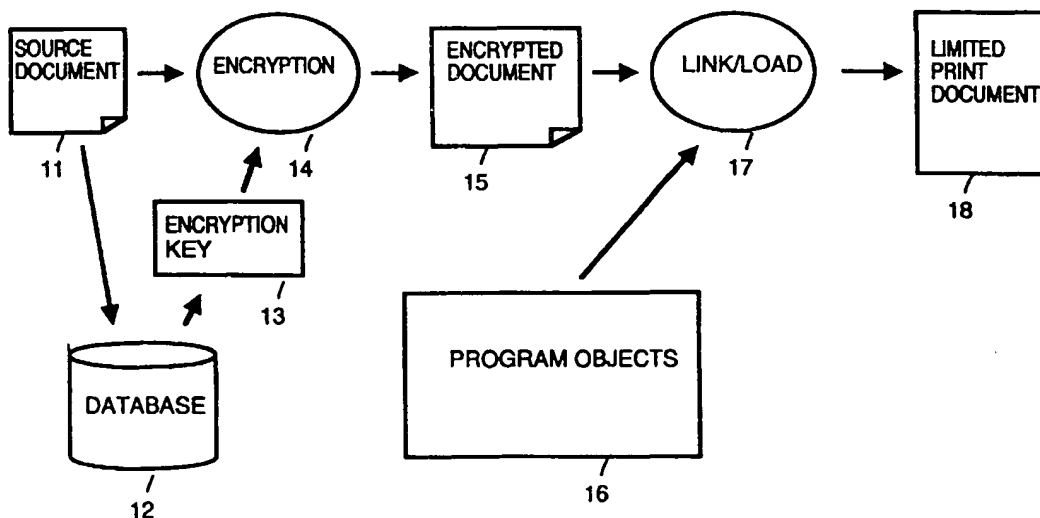 SOURCE
DOCUMENT
ENCRYPTION
ENCRYPTED
DOCUMENT
LINK/LOAD
LIMITED
PRINT
DOCUMENT
11
14
15
17
18
ENCRYPTION
KEY
13
DATABASE
12
PROGRAM OBJECTS
16